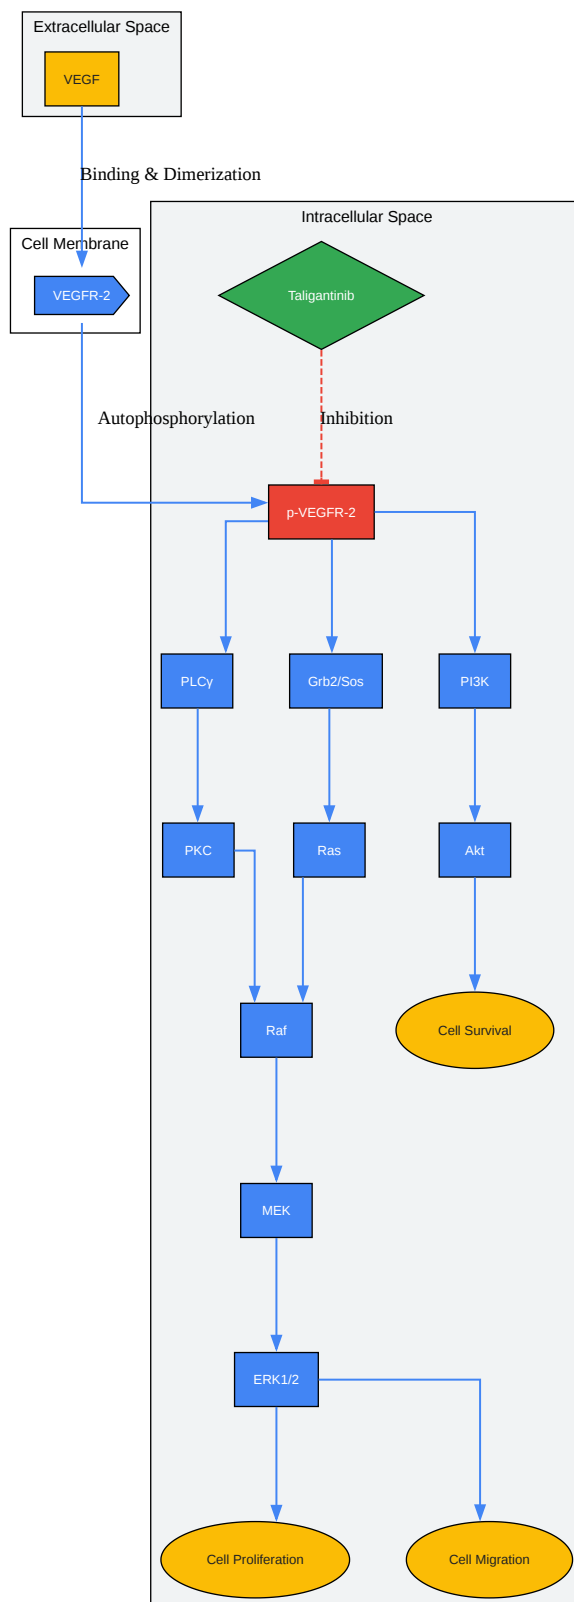 Extracellular Space
VEGF
Binding & Dimerization
Cell Membrane
VEGFR-2
Intracellular Space
Taligantinib
Autophosphorylation
Inhibition
p-VEGFR-2
PLCγ
Grb2/Sos
PI3K
PKC
Ras
Akt
Raf
Cell Survival
MEK
ERK1/2
Cell Proliferation
Cell Migration